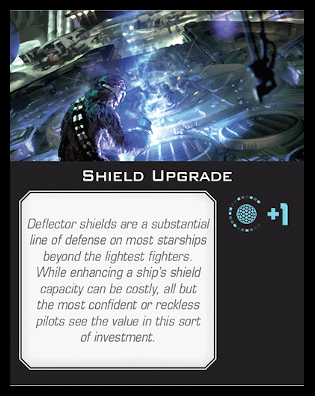 Shield Upgrade
+1
Deflector shields are a substantial
line of defense on most starships
beyond the lightest fighters.
While enhancing a ship's shield
capacity can be costly, all but
the most confident or reckless
pilots see the value in this sort
of investment.